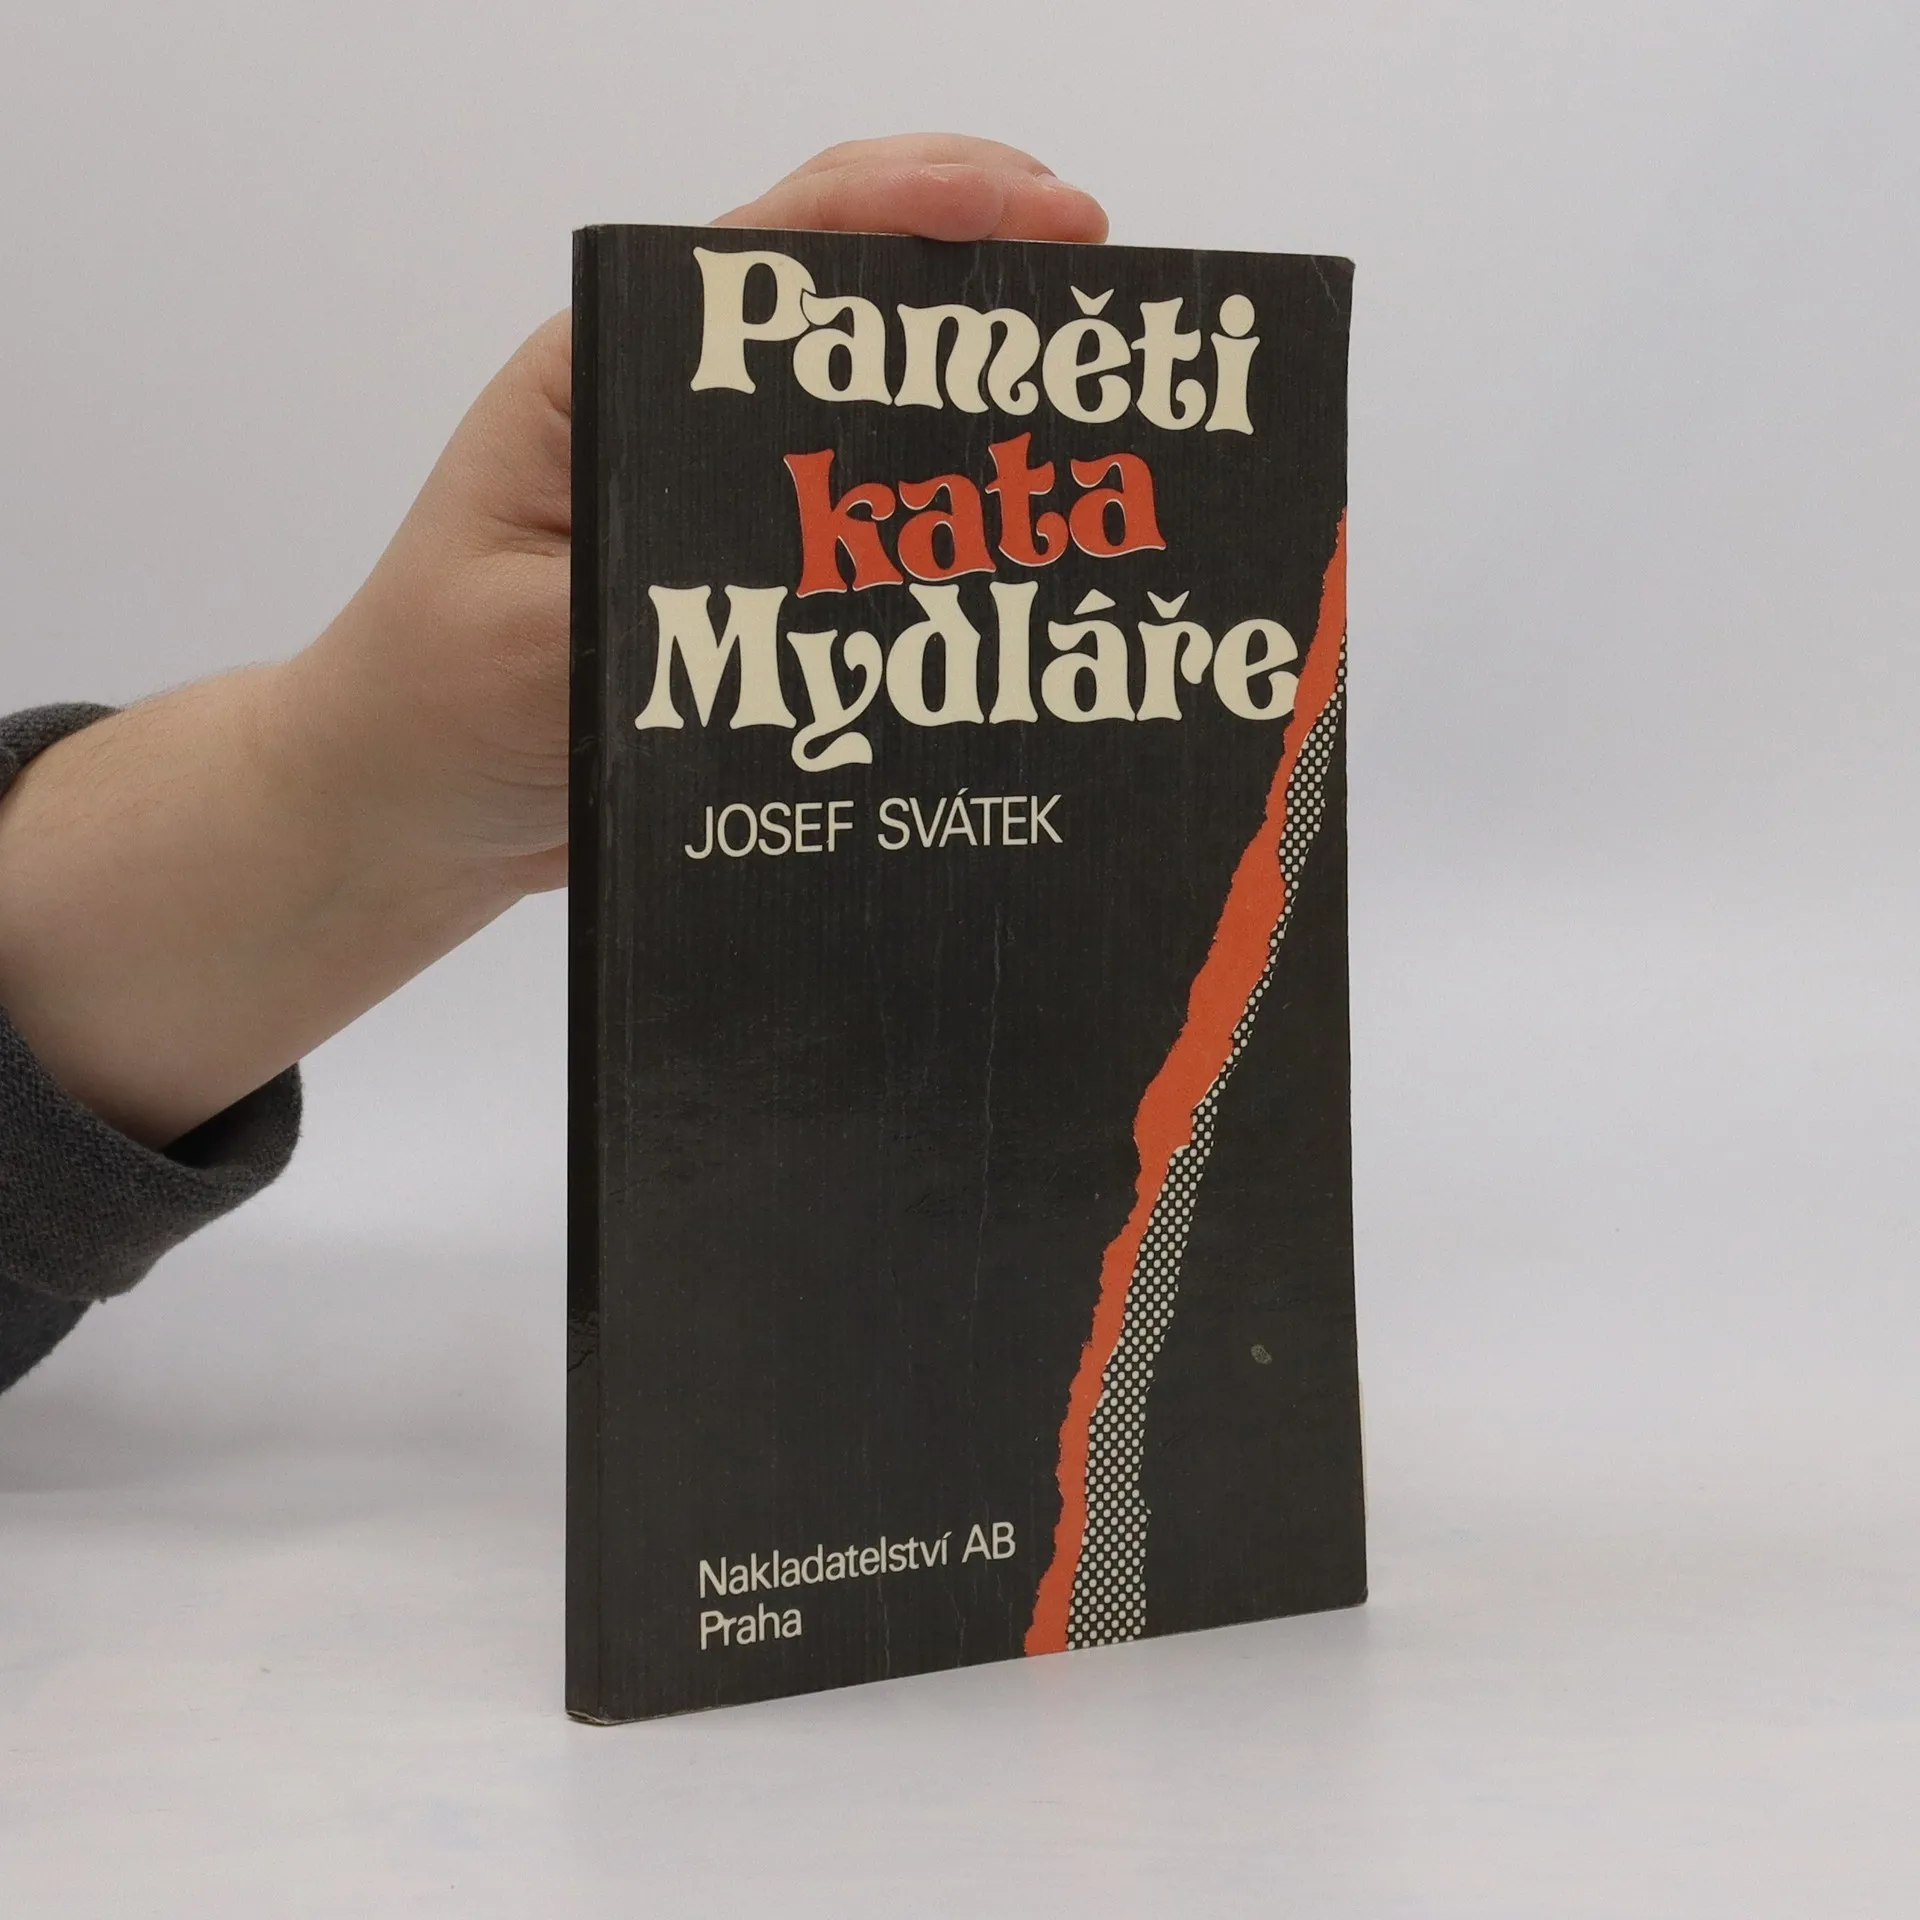 Paměti
kata
Mydláře
JOSEF SVÁTEK
Nakladatelství AB
Praha